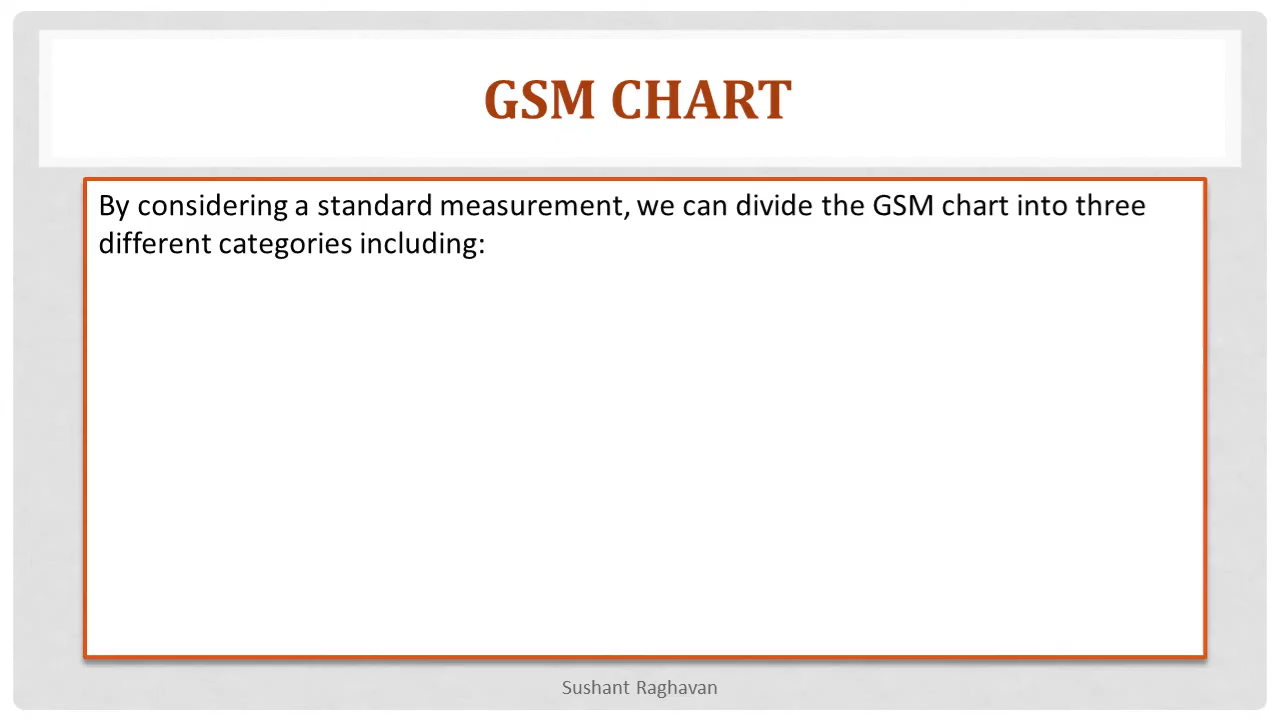 GSM CHART
By considering a standard measurement, we can divide the GSM chart into three
different categories including:
Sushant Raghavan